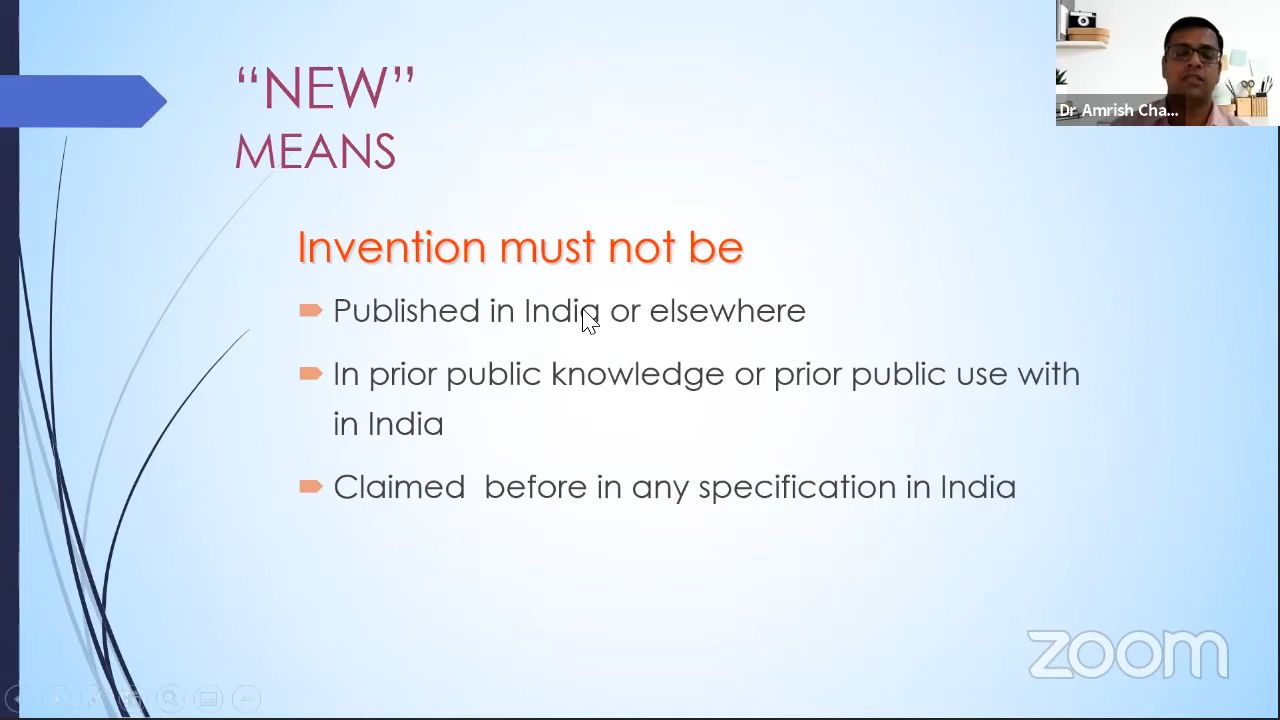 “NEW”
MEANS
Dr Amrish Cha...
Invention must not be
Published in India or elsewhere
In prior public knowledge or prior public use with
in India
Claimed  before in any specification in India
zoom